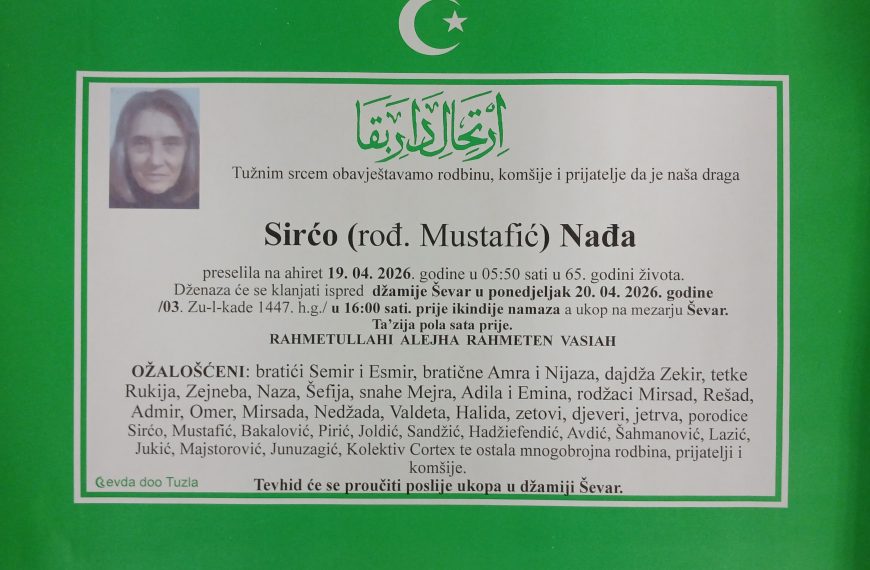 اِرْتِحَالِ دَارِ بَقَا
Tužnim srcem obavještavamo rodbinu, komšije i prijatelje da je naša draga
Sirćo (rođ. Mustafić) Nađa
preselila na ahiret 19. 04. 2026. godine u 05:50 sati u 65. godini života.
Dženaza će se klanjati ispred džamije Ševar u ponedjeljak 20. 04. 2026. godine
/03. Zu-l-kade 1447. h.g./ u 16:00 sati. prije ikindije namaza a ukop na mezarju Ševar.
Ta'zija pola sata prije.
RAHMETULLAHI ALEJHA RAHMETEN VASIAH
OŽALOŠĆENI: bratići Semir i Esmir, bratične Amra i Nijaza, dajdža Zekir, tetke
Rukija, Zejneba, Naza, Šefija, snahe Mejra, Adila i Emina, rodžaci Mirsad, Rešad,
Admir, Omer, Mirsada, Nedžada, Valdeta, Halida, zetovi, djeveri, jetrva, porodice
Sirćo, Mustafić, Bakalović, Pirić, Joldić, Sandžić, Hadžiefendić, Avdić, Šahmanović, Lazić,
Jukić, Majstorović, Junuzagić, Kolektiv Cortex te ostala mnogobrojna rodbina, prijatelji i
komšije.
Tevhid će se proučiti poslije ukopa u džamiji Ševar.
evda doo Tuzla